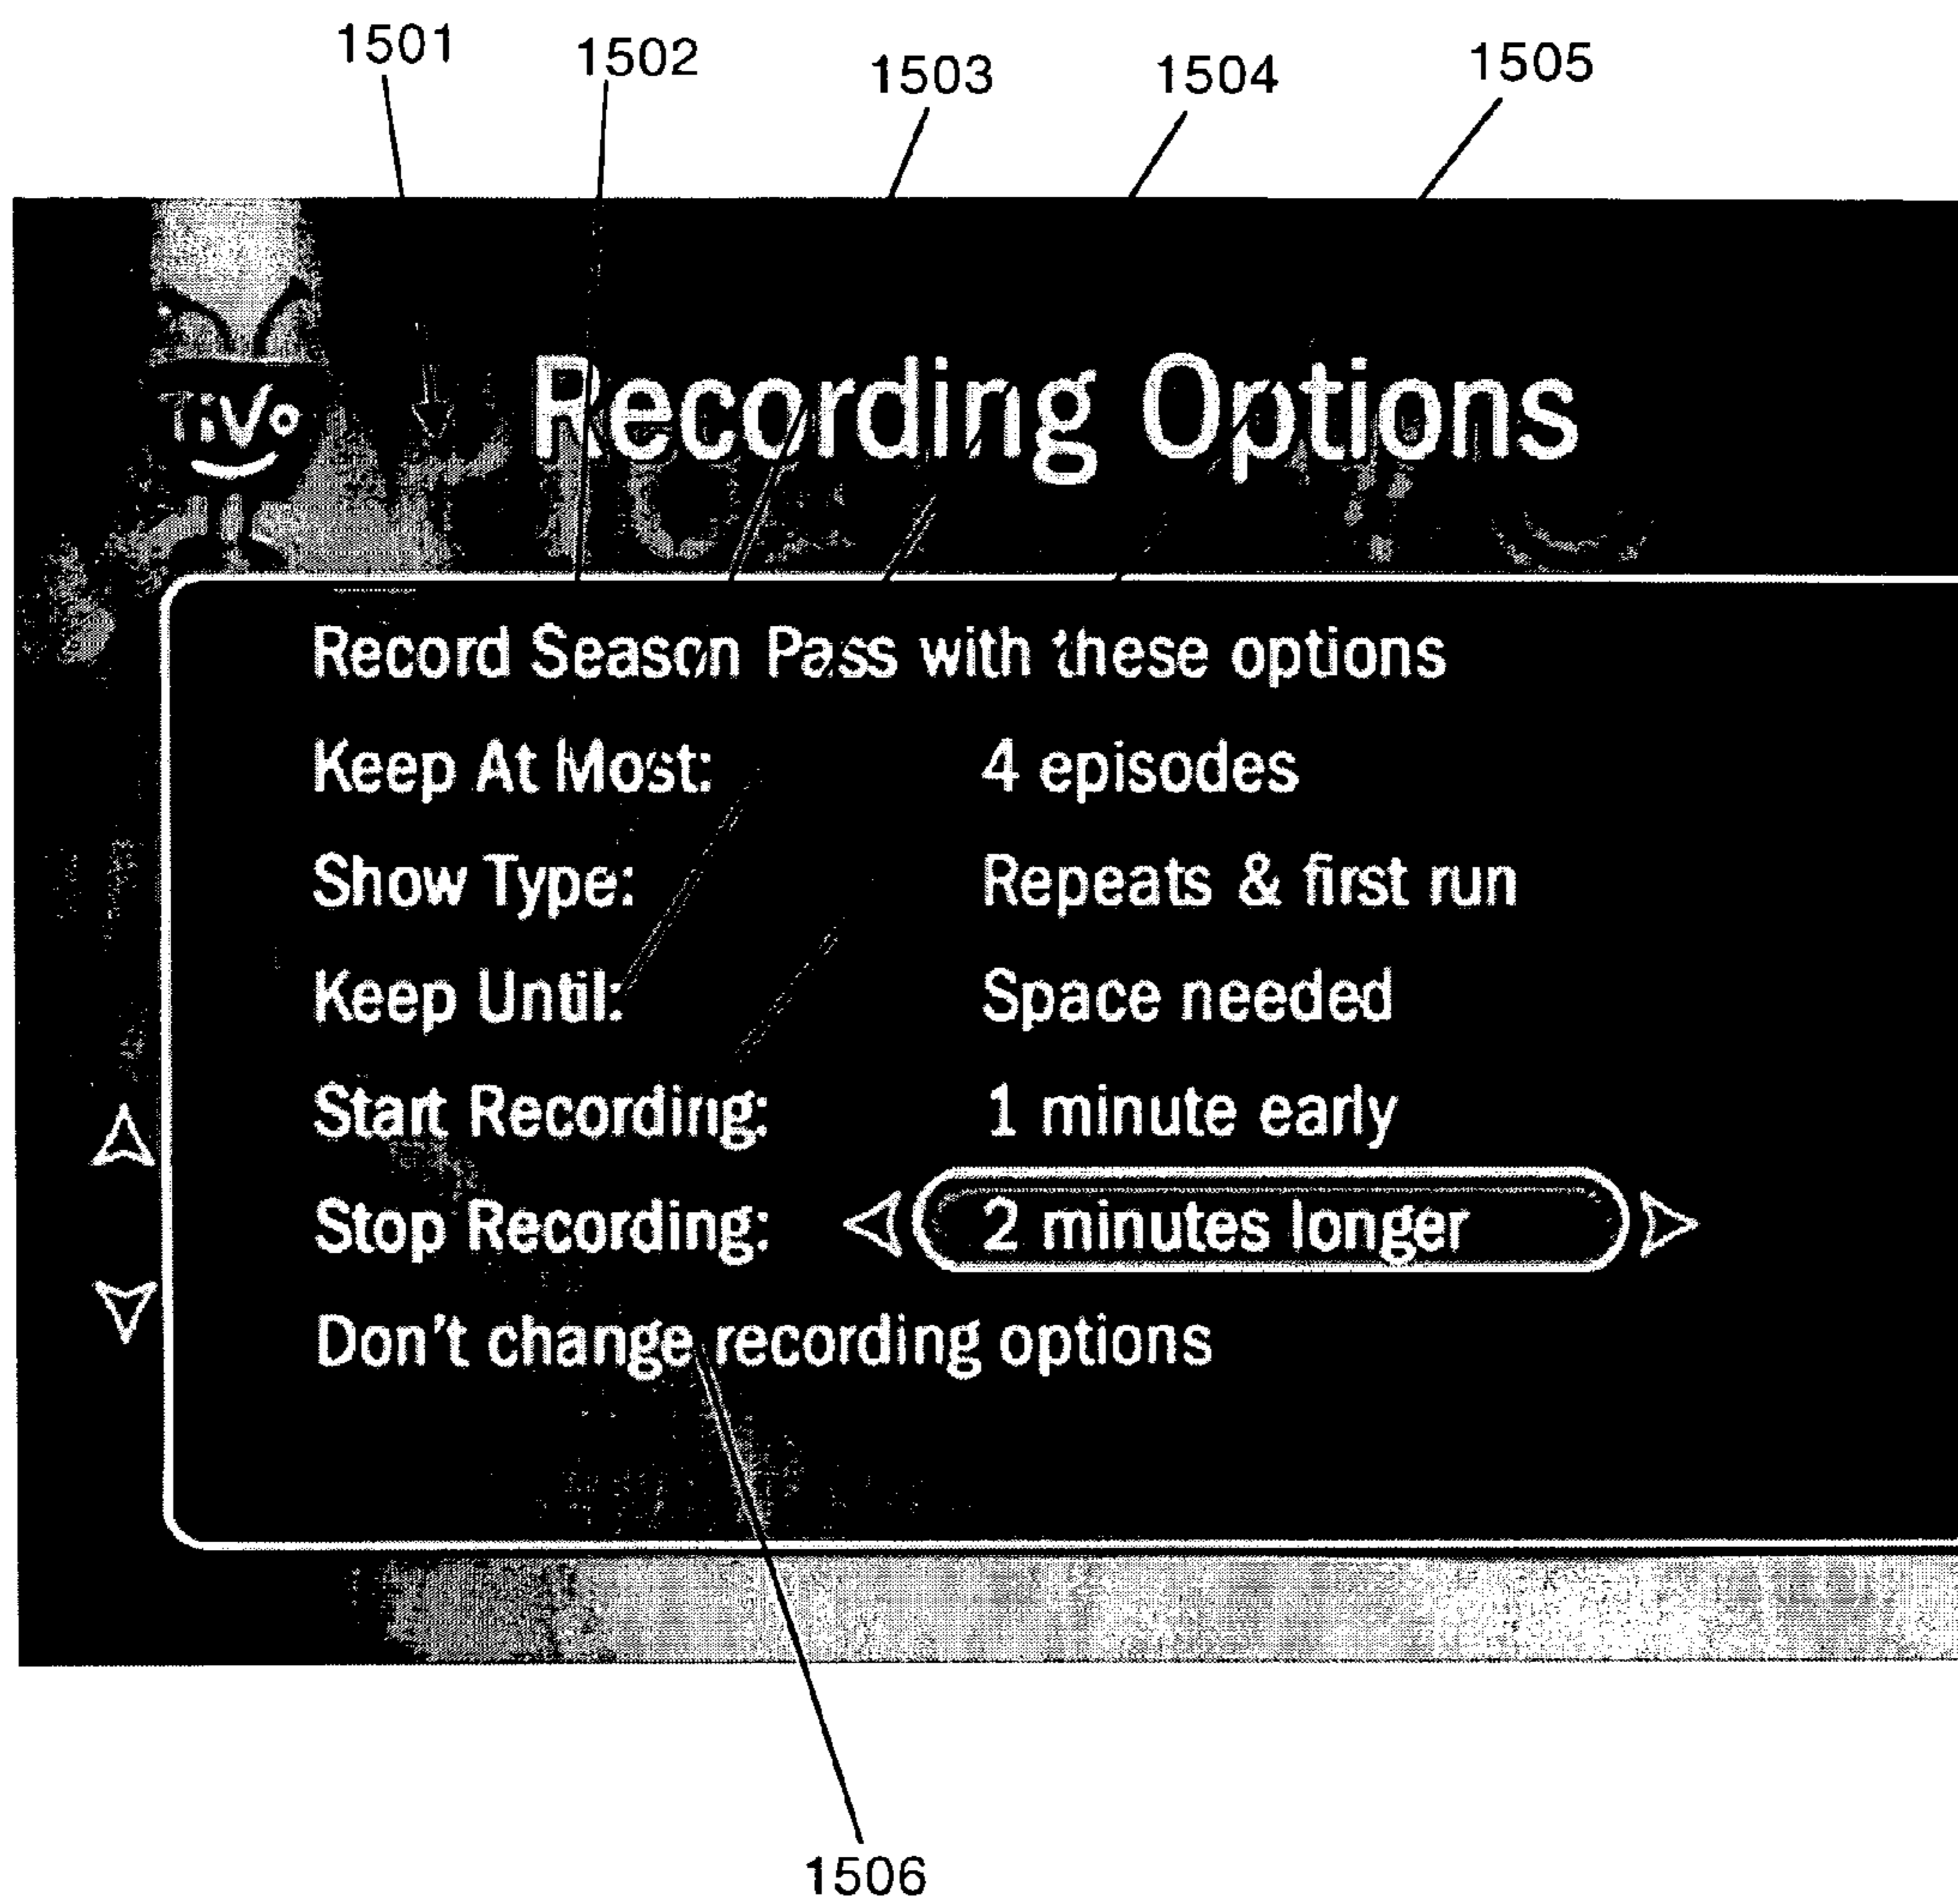 1501 1502 1503 1504 1505
TiVo
Recording Options
Record Season Pass with these options
Keep At Most: 4 episodes
Show Type: Repeats & first run
Keep Until: Space needed
Start Recording: 1 minute early
Stop Recording: 2 minutes longer
Don't change recording options
1506